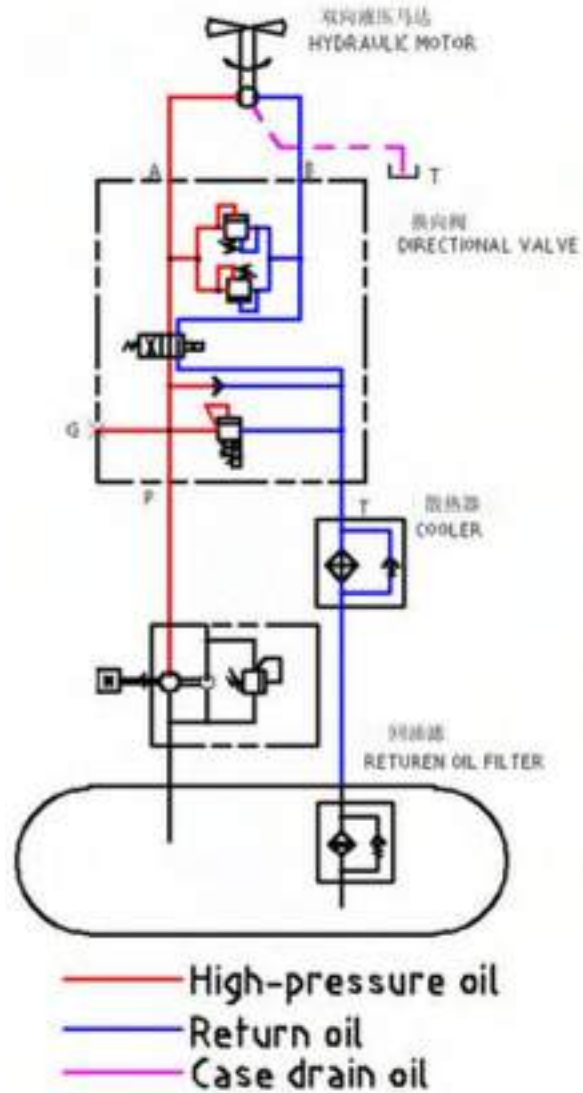 双向液压马达
HYDRAULIC MOTOR
A
B
T
换向阀
DIRECTIONAL VALVE
G
P
T
散热器
COOLER
M
回油滤
RETUREN OIL FILTER
High-pressure oil
Return oil
Case drain oil